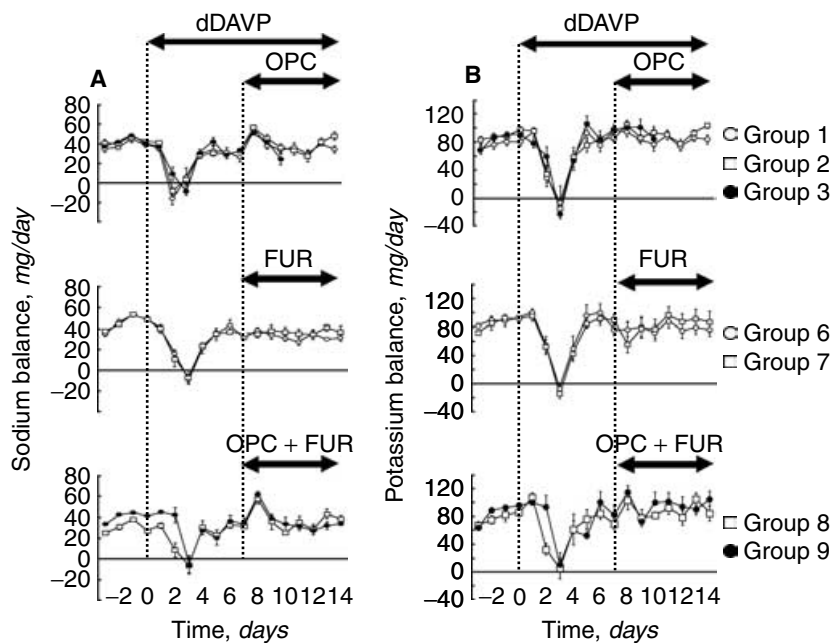 dDAVP
OPC
A
80
60
40
20
0
−20
FUR
80
60
40
20
0
−20
OPC + FUR
80
60
40
20
0
−20
−2 0 2 4 6 8 10 12 14
Time, days
Sodium balance, mg/day
dDAVP
OPC
B
120
80
40
0
−40
Group 1
Group 2
Group 3
FUR
120
80
40
0
−40
Group 6
Group 7
OPC + FUR
120
80
40
0
−40
Group 8
Group 9
−2 0 2 4 6 8 10 12 14
Time, days
Potassium balance, mg/day